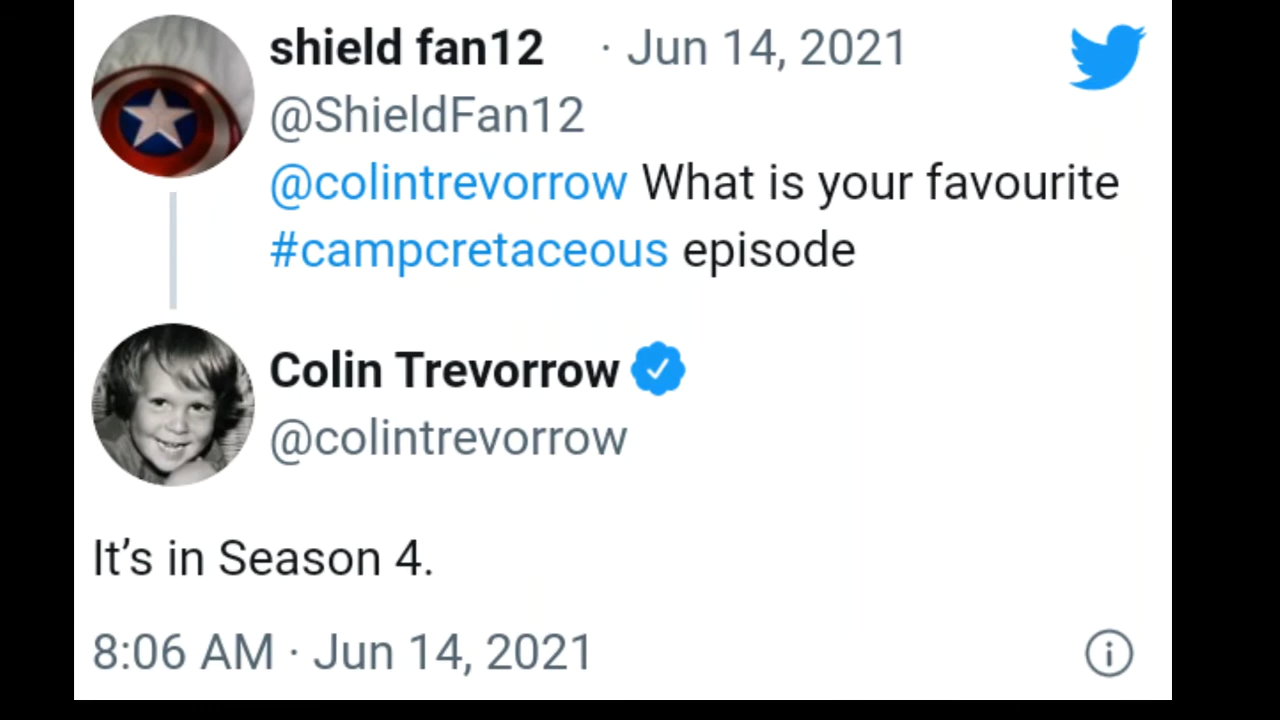 shield fan12 · Jun 14, 2021
@ShieldFan12
@colintrevorrow What is your favourite
#campcretaceous episode
Colin Trevorrow
@colintrevorrow
It’s in Season 4.
8:06 AM · Jun 14, 2021